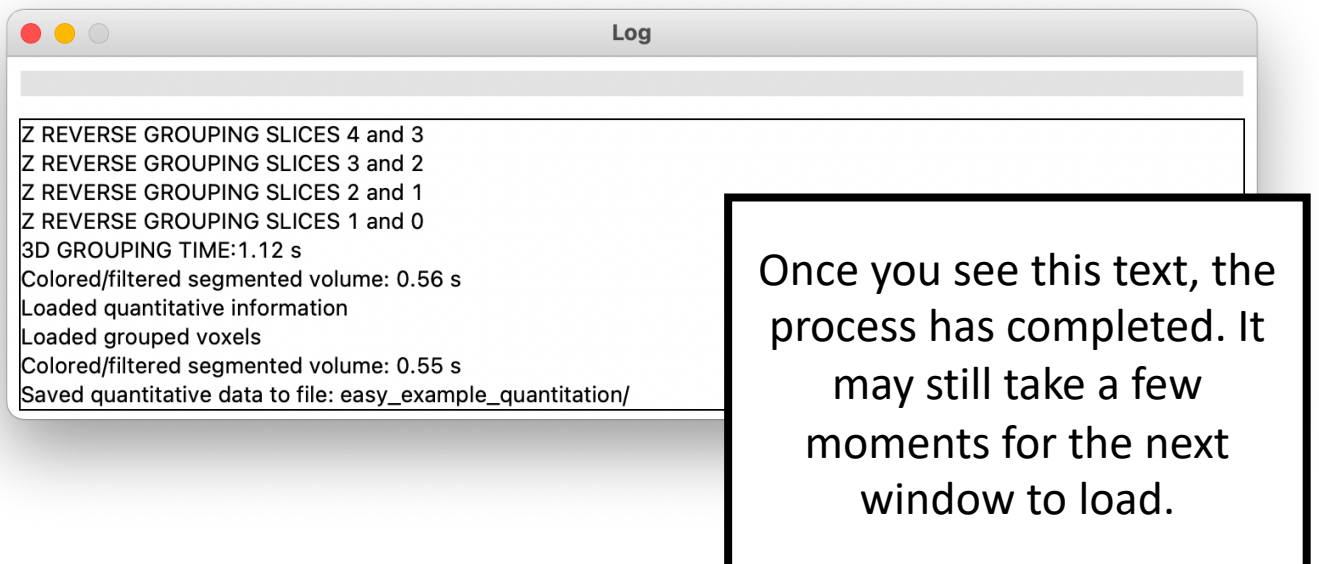 Log
Z REVERSE GROUPING SLICES 4 and 3
Z REVERSE GROUPING SLICES 3 and 2
Z REVERSE GROUPING SLICES 2 and 1
Z REVERSE GROUPING SLICES 1 and 0
3D GROUPING TIME:1.12 s
Colored/filtered segmented volume: 0.56 s
Loaded quantitative information
Loaded grouped voxels
Colored/filtered segmented volume: 0.55 s
Saved quantitative data to file: easy_example_quantitation/
Once you see this text, the
process has completed. It
may still take a few
moments for the next
window to load.